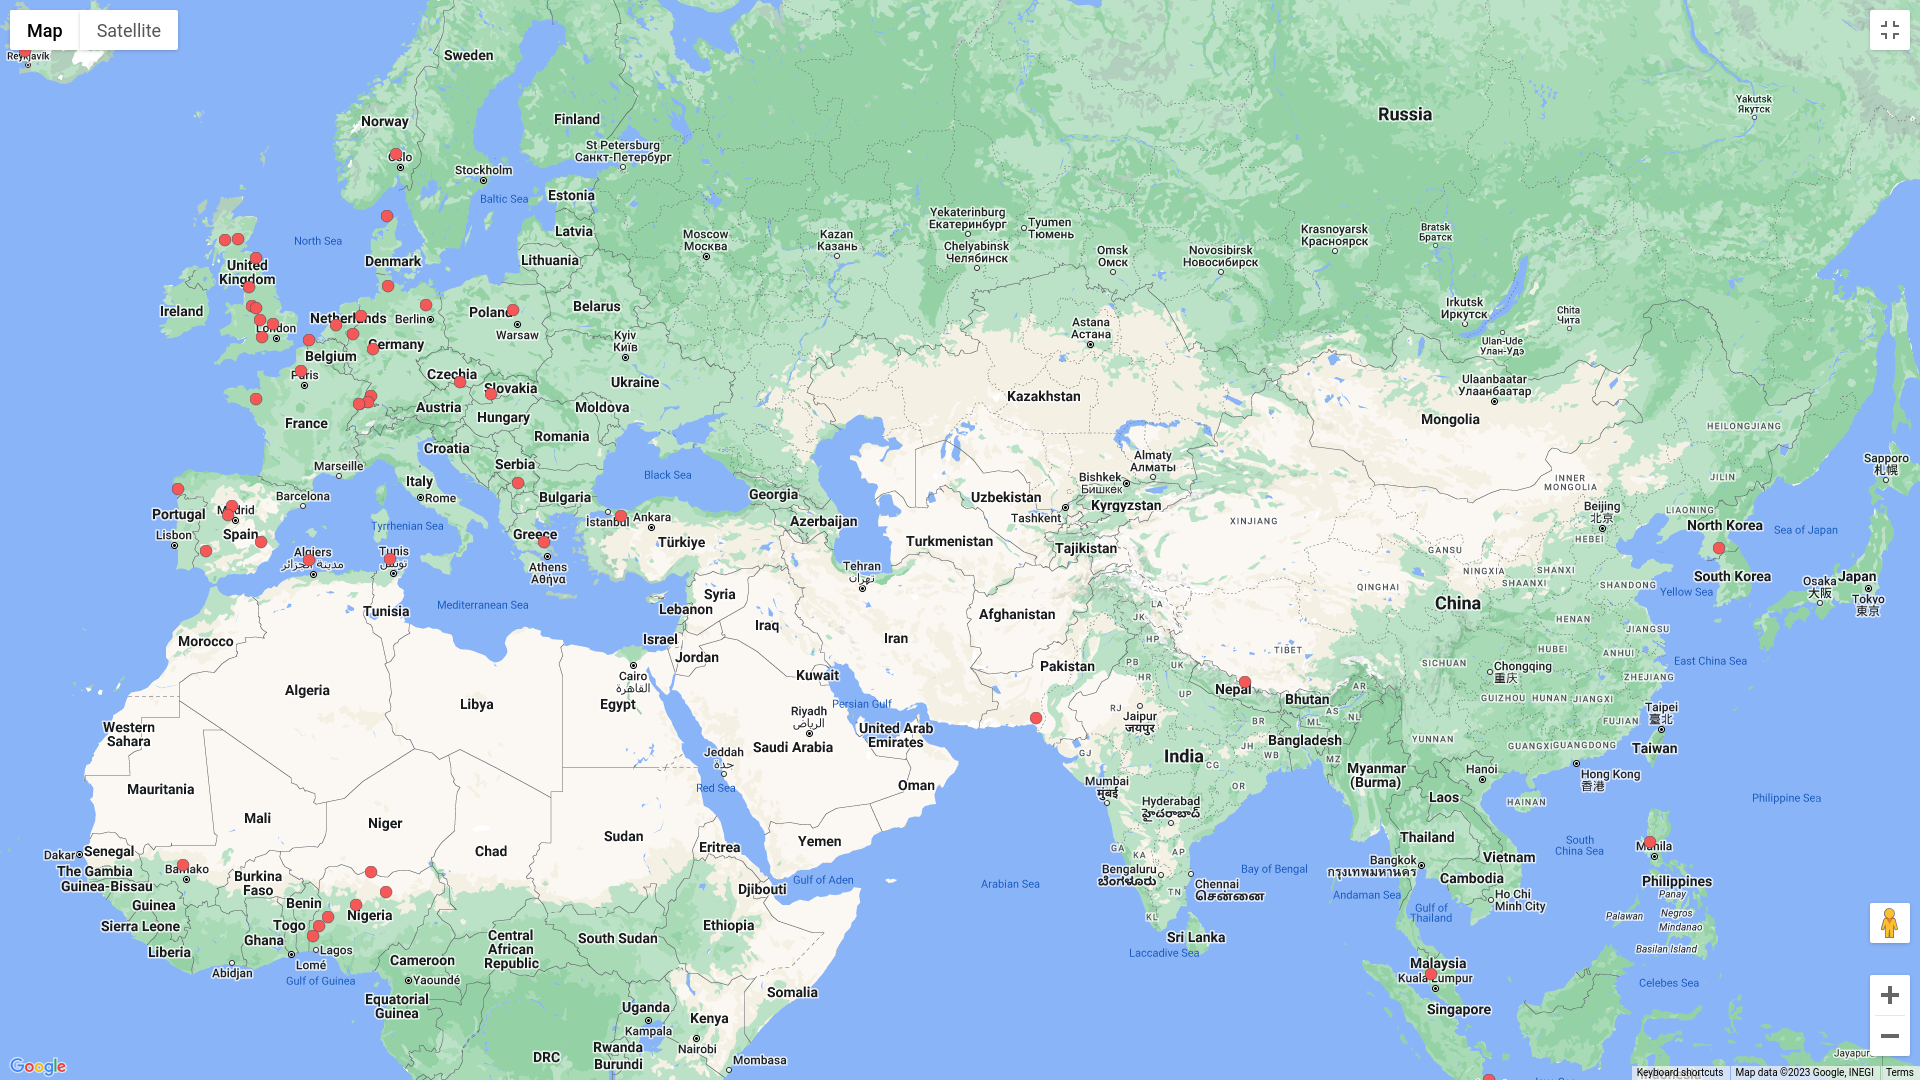 Map
Satellite
Reykjavík
Sweden
Norway
Finland
Russia
Yakutsk
Якутск
Oslo
St Petersburg
Санкт-Петербург
Stockholm
Estonia
Baltic Sea
North Sea
Latvia
Moscow
Москва
Kazan
Казань
Yekaterinburg
Екатеринбург
Tyumen
Тюмень
Chelyabinsk
Челябинск
Omsk
Омск
Novosibirsk
Новосибирск
Krasnoyarsk
Красноярск
Bratsk
Братск
United
Kingdom
Denmark
Lithuania
Ireland
Belarus
Irkutsk
Иркутск
Chita
Чита
Netherlands
Berlin
Poland
Warsaw
London
Kyiv
Київ
Astana
Астана
Ulan-Ude
Улан-Удэ
Belgium
Germany
Paris
Czechia
Slovakia
Ukraine
Kazakhstan
Ulaanbaatar
Улаанбаатар
Mongolia
France
Austria
Hungary
Moldova
Romania
HEILONGJIANG
Croatia
Serbia
Marseille
Italy
Rome
Black Sea
Georgia
Almaty
Алматы
Bishkek
Бишкек
Sapporo
札幌
JILIN
INNER
MONGOLIA
Barcelona
Bulgaria
Uzbekistan
Kyrgyzstan
Tashkent
Beijing
北京
LIAONING
Portugal
Madrid
Lisbon
Spain
Tyrrhenian Sea
İstanbul
Ankara
Azerbaijan
XINJIANG
North Korea
Sea of Japan
Greece
Türkiye
Turkmenistan
Tajikistan
HEBEI
GANSU
Algiers
مدينة الجزائر
Tunis
تونس
Athens
Αθήνα
Tehran
تهران
NINGXIA
SHANXI
SHAANXI
SHANDONG
South Korea
Osaka
大阪
Japan
Tokyo
東京
Yellow Sea
QINGHAI
Mediterranean Sea
Tunisia
Syria
Lebanon
Iraq
Afghanistan
LA
JK
HP
China
HENAN
JIANGSU
Morocco
Israel
Jordan
Iran
TIBET
HUBEI
ANHUI
SICHUAN
Chongqing
重庆
East China Sea
ZHEJIANG
Algeria
Libya
Cairo
القاهرة
Egypt
Kuwait
Persian Gulf
Pakistan
PB
UK
HR
UP
Nepal
Bhutan
AR
AS
NL
ML
GUIZHOU
HUNAN
JIANGXI
FUJIAN
Taipei
臺北
Taiwan
Western
Sahara
Riyadh
الرياض
Saudi Arabia
United Arab
Emirates
RJ
Jaipur
जयपुर
BR
JH
WB
Bangladesh
MZ
YUNNAN
GUANGXI
GUANGDONG
Jeddah
جدة
GJ
India
CG
OR
Hanoi
Hong Kong
香港
Mauritania
Mali
Niger
Chad
Sudan
Red Sea
Oman
Mumbai
मुंबई
Hyderabad
హైదరాబాద్
Myanmar
(Burma)
Laos
HAINAN
Philippine Sea
Yemen
Eritrea
Thailand
South
China Sea
Manila
Dakar
Senegal
The Gambia
Guinea-Bissau
Bamako
Burkina
Faso
GA
KA
AP
Bengaluru
ಬೆಂಗಳೂರು
Bay of Bengal
Bangkok
กรุงเทพมหานคร
Vietnam
Cambodia
Philippines
Guinea
Benin
Nigeria
Djibouti
Gulf of Aden
Arabian Sea
TN
Chennai
சென்னை
Andaman Sea
Ho Chi
Minh City
Gulf of
Thailand
Panay
Negros
Palawan
Mindanao
Sierra Leone
Togo
Ghana
Ethiopia
KL
Liberia
Lagos
Lomé
Abidjan
Central
African
Republic
South Sudan
Sri Lanka
Laccadive Sea
Basilan Island
Cameroon
Yaoundé
Gulf of Guinea
Malaysia
Kuala Lumpur
Celebes Sea
Equatorial
Guinea
Somalia
Uganda
Kampala
Kenya
Nairobi
Singapore
DRC
Rwanda
Burundi
Mombasa
Jayapura
Java Sea
Indonesia
Google
Keyboard shortcuts
Map data ©2023 Google, INEGI
Terms